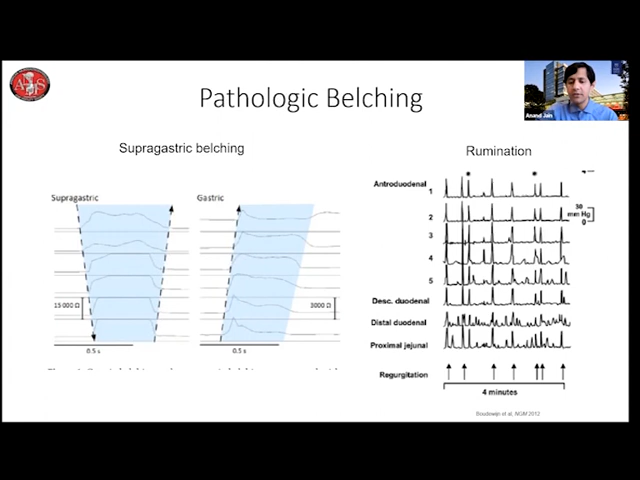 Pathologic Belching
Anand Jain
Supragastric belching
Rumination
Supragastric
Gastric
15 000 Ω
3000 Ω
0.5 s
0.5 s
Antroduodenal 1
2
3
4
5
Desc. duodenal
Distal duodenal
Proximal jejunal
Regurgitation
30
mm Hg
0
4 minutes
Boudewijn et al, NGM 2012